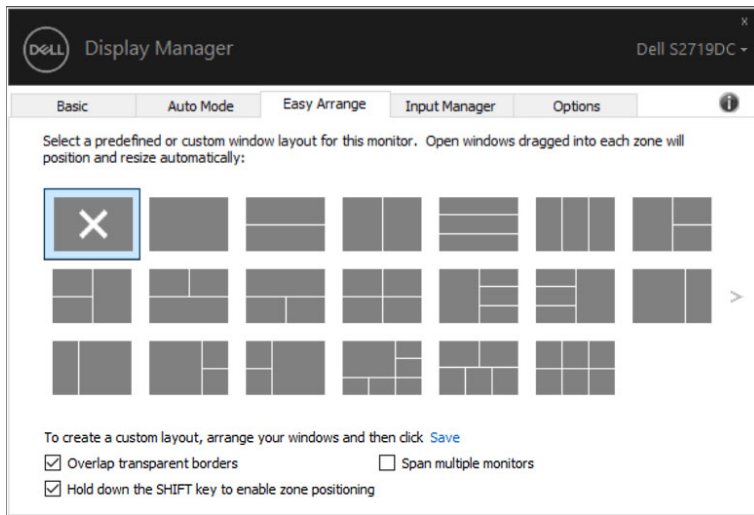 x
DELL
Display Manager
Dell S2719DC
Basic
Auto Mode
Easy Arrange
Input Manager
Options
i
Select a predefined or custom window layout for this monitor. Open windows dragged into each zone will
position and resize automatically:
>
To create a custom layout, arrange your windows and then click Save
Overlap transparent borders
Span multiple monitors
Hold down the SHIFT key to enable zone positioning